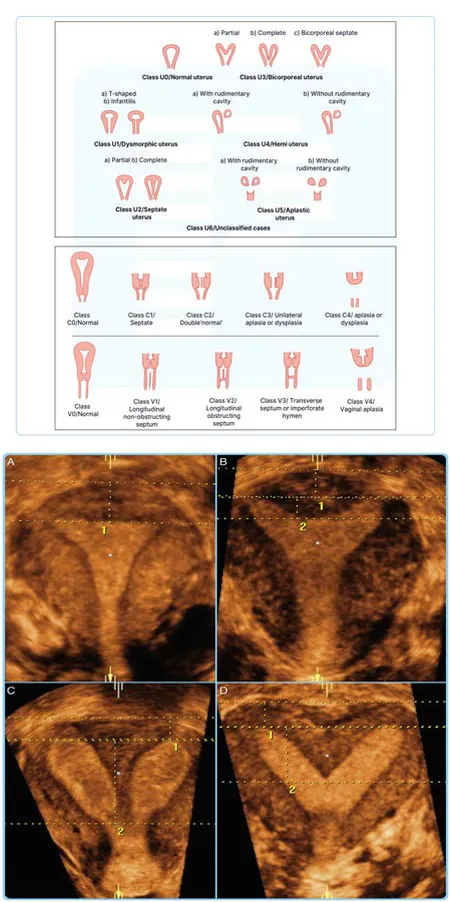 a) Partial b) Complete c) Bicorporeal septate
Class U0/Normal uterus Class U3/Bicorporeal uterus
a) T-shaped
b) Infantilis
a) With rudimentary
cavity
b) Without rudimentary
cavity
Class U1/Dysmorphic uterus Class U4/Hemi uterus
a) Partial b) Complete
a) With rudimentary
cavity
b) Without
rudimentary cavity
Class U2/Septate
uterus
Class U5/Aplastic
uterus
Class U6/Unclassified cases
Class
C0/Normal
Class C1/
Septate
Class C2/
Double'normal'
Class C3/ Unilateral
aplasia or dysplasia
Class C4/ aplasia or
dysplasia
Class
V0/Normal
Class V1/
Longitudinal
non-obstructing
septum
Class V2/
Longitudinal
obstructing
septum
Class V3/ Transverse
septum or imperforate
hymen
Class V4/
Vaginal aplasia
A
1
B
1
2
C
1
2
D
1
2